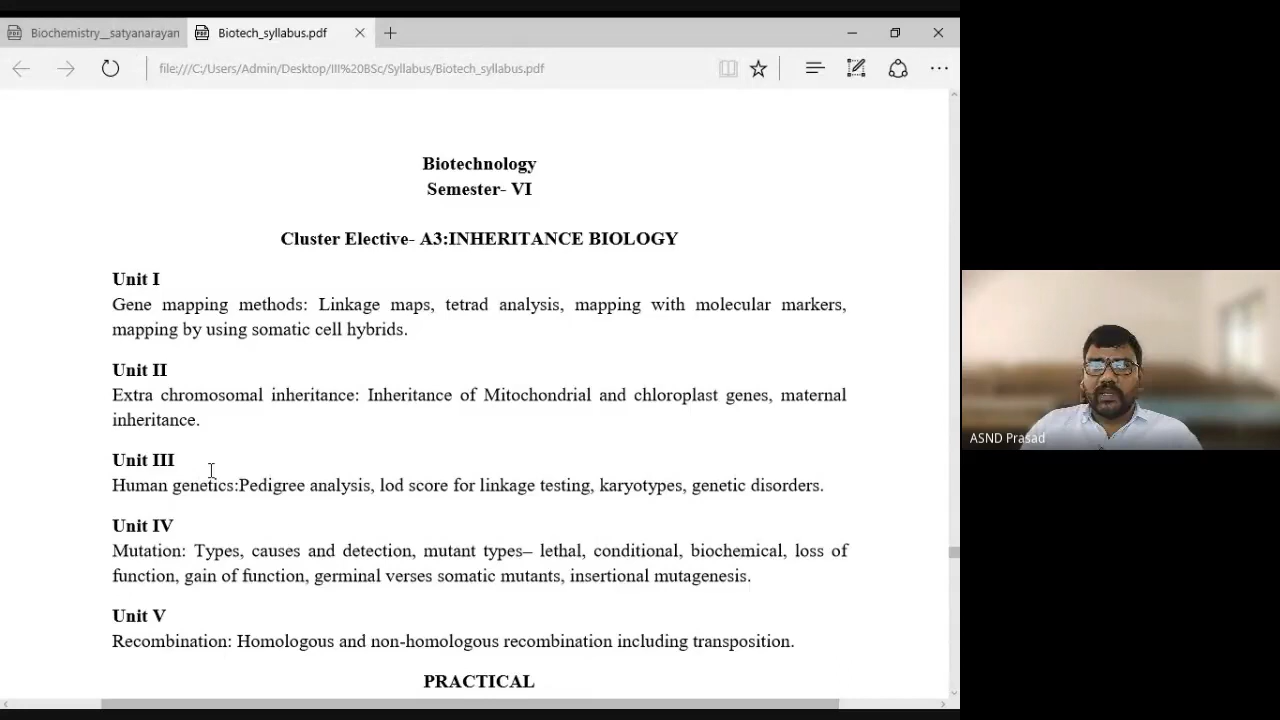 Biochemistry__satyanarayan
Biotech_syllabus.pdf
file:///C:/Users/Admin/Desktop/III%20BSc/Syllabus/Biotech_syllabus.pdf
Biotechnology
Semester- VI
Cluster Elective- A3:INHERITANCE BIOLOGY
Unit I
Gene mapping methods: Linkage maps, tetrad analysis, mapping with molecular markers,
mapping by using somatic cell hybrids.
Unit II
Extra chromosomal inheritance: Inheritance of Mitochondrial and chloroplast genes, maternal
inheritance.
Unit III
Human genetics:Pedigree analysis, lod score for linkage testing, karyotypes, genetic disorders.
Unit IV
Mutation: Types, causes and detection, mutant types– lethal, conditional, biochemical, loss of
function, gain of function, germinal verses somatic mutants, insertional mutagenesis.
Unit V
Recombination: Homologous and non-homologous recombination including transposition.
PRACTICAL
ASND Prasad